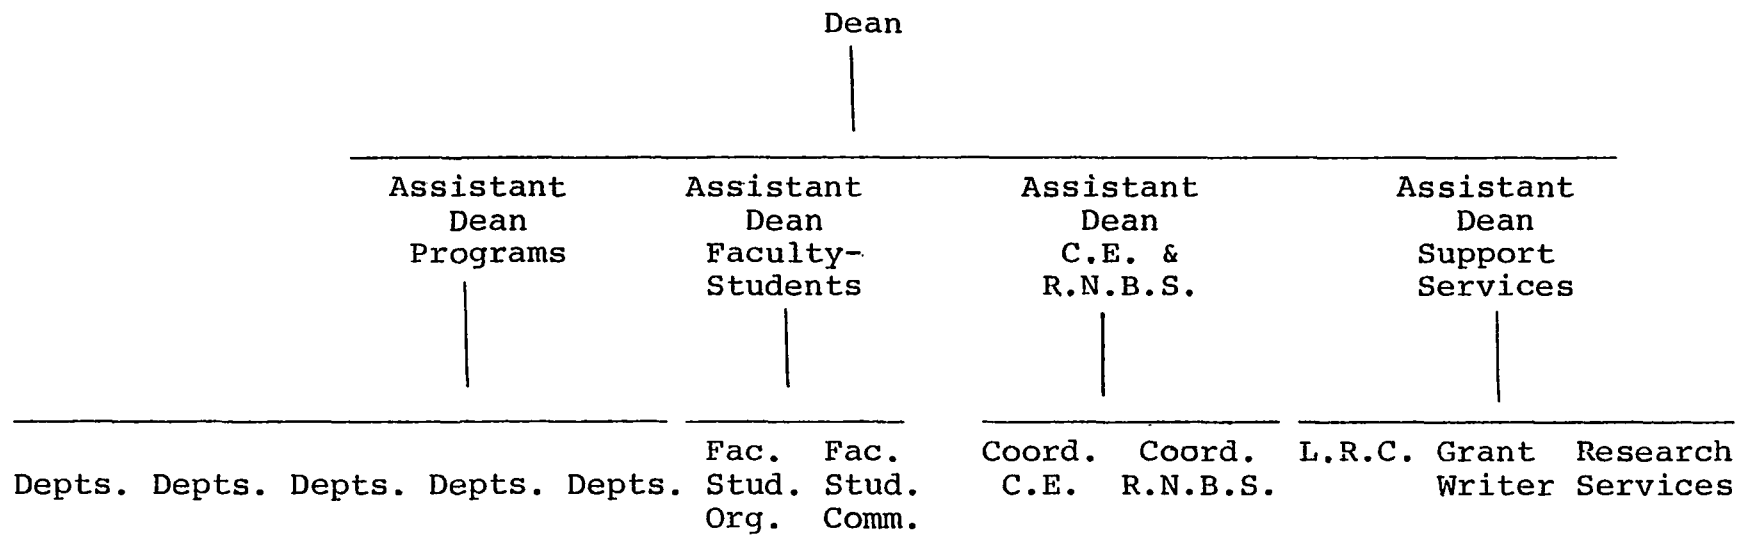 Dean
Assistant Assistant Assistant Assistant
Dean Dean Dean Dean
Programs Faculty- C.E. & Support
Students R.N.B.S. Services
Fac. Fac. Coord. Coord. L.R.C. Grant Research
Depts. Depts. Depts. Depts. Depts. Stud. Stud. C.E. R.N.B.S. Writer Services
Org. Comm.